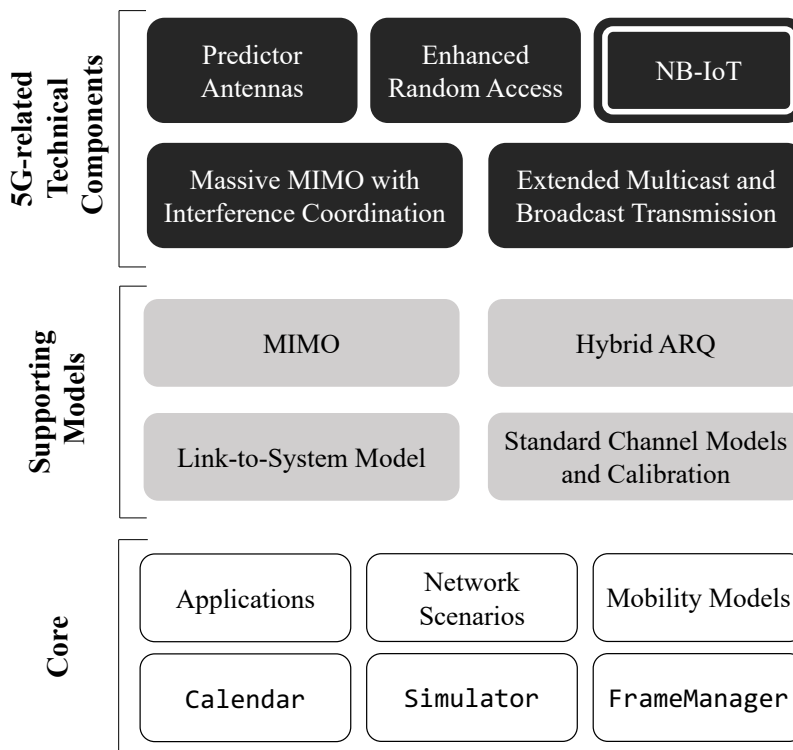 5G-related
Technical
Components
Predictor
Antennas
Enhanced
Random Access
NB-IoT
Massive MIMO with
Interference Coordination
Extended Multicast and
Broadcast Transmission
Supporting
Models
MIMO
Hybrid ARQ
Link-to-System Model
Standard Channel Models
and Calibration
Core
Applications
Network
Scenarios
Mobility Models
Calendar
Simulator
FrameManager